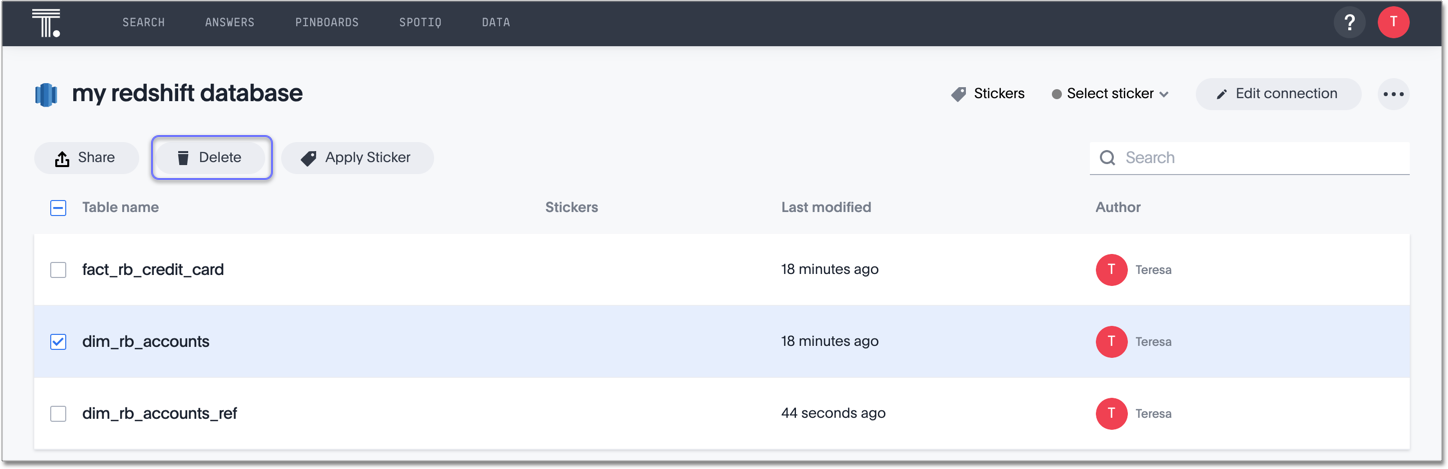 T. SEARCH ANSWERS PINBOARDS SPOTIQ DATA ? T
my redshift database Stickers Select sticker Edit connection
Share Delete Apply Sticker Search
Table name Stickers Last modified Author
fact_rb_credit_card 18 minutes ago T Teresa
dim_rb_accounts 18 minutes ago T Teresa
dim_rb_accounts_ref 44 seconds ago T Teresa